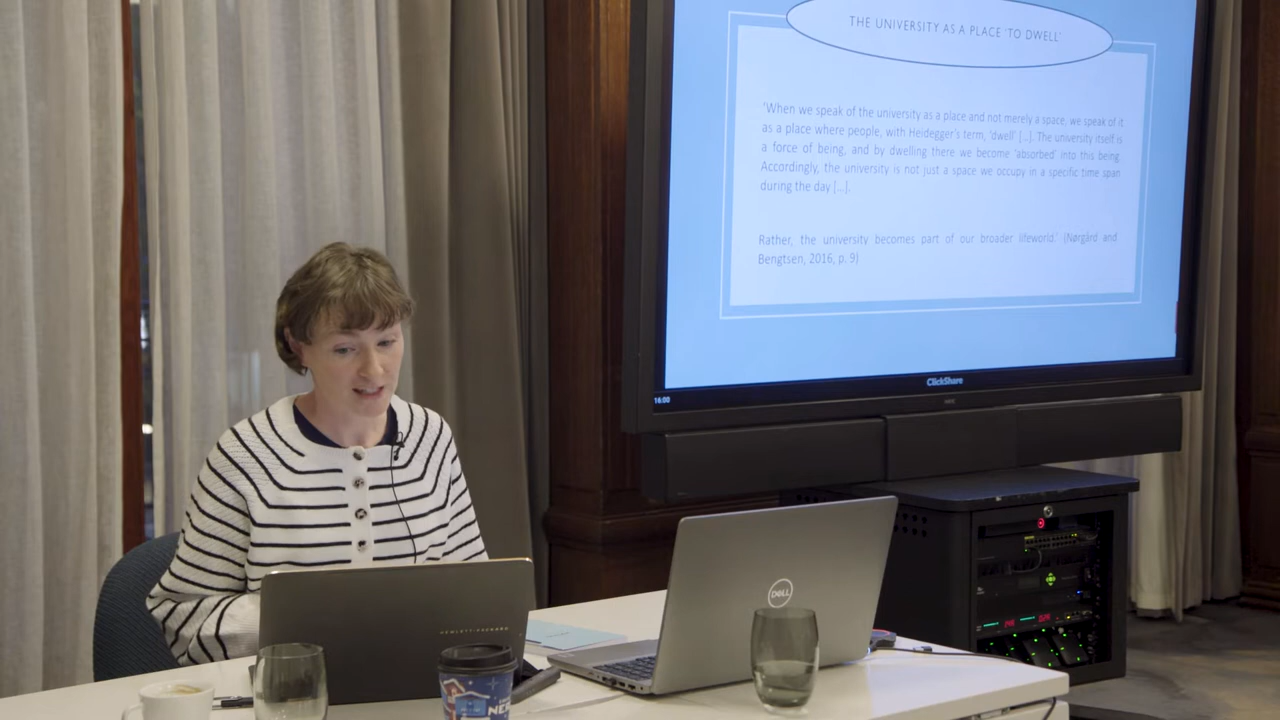 THE UNIVERSITY AS A PLACE 'TO DWELL'
'When we speak of the university as a place and not merely a space, we speak of it
as a place where people, with Heidegger's term, 'dwell' [...]. The university itself is
a force of being, and by dwelling there we become 'absorbed' into this being.
Accordingly, the university is not just a space we occupy in a specific time span
during the day [...].
Rather, the university becomes part of our broader lifeworld.' (Nørgård and
Bengtsen, 2016, p. 9)
ClickShare
16:00
DELL
HEWLETT-PACKARD